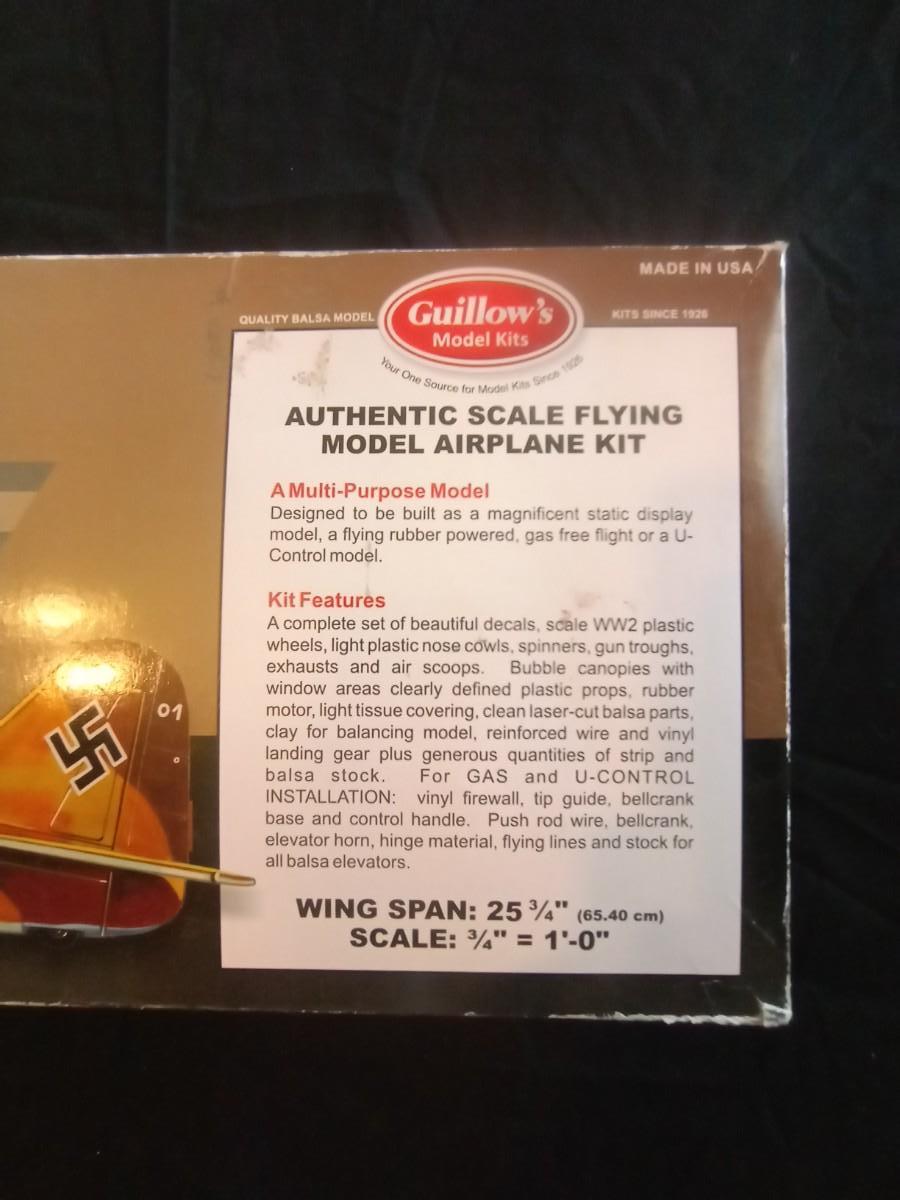 MADE IN USA
QUALITY BALSA MODEL
Guillow's
KITS SINCE 1926
Model Kits
Your One Source for Model Kits Since 1926
AUTHENTIC SCALE FLYING
MODEL AIRPLANE KIT
A Multi-Purpose Model
Designed to be built as a magnificent static display
model, a flying rubber powered, gas free flight or a U-
Control model.
Kit Features
A complete set of beautiful decals, scale WW2 plastic
wheels, light plastic nose cowls, spinners, gun troughs,
exhausts and air scoops. Bubble canopies with
window areas clearly defined plastic props, rubber
motor, light tissue covering, clean laser-cut balsa parts,
clay for balancing model, reinforced wire and vinyl
landing gear plus generous quantities of strip and
balsa stock. For GAS and U-CONTROL
INSTALLATION: vinyl firewall, tip guide, bellcrank
base and control handle. Push rod wire, bellcrank,
elevator horn, hinge material, flying lines and stock for
all balsa elevators.
WING SPAN: 25 ¾" (65.40 cm)
SCALE: ¾" = 1'-0"
01